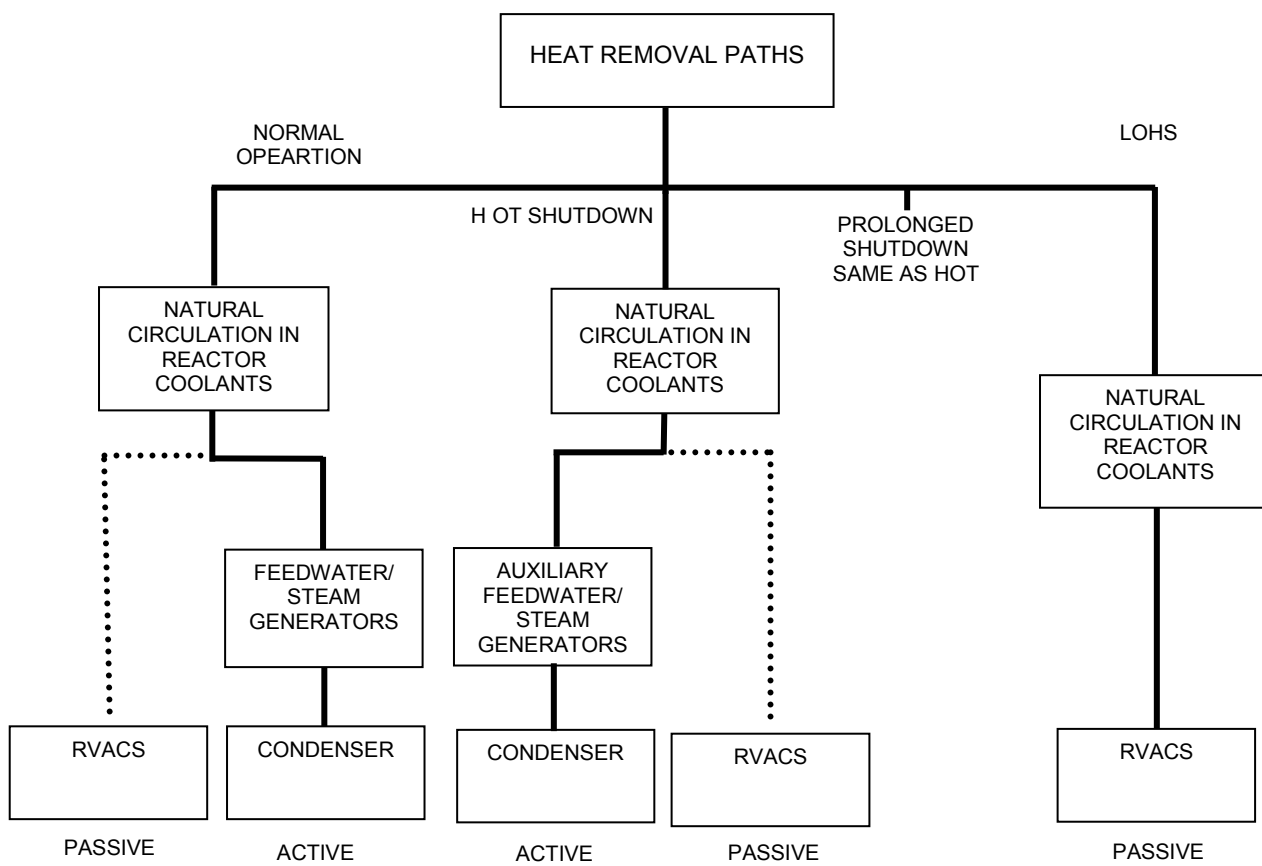 HEAT REMOVAL PATHS
NORMAL
OPEARTION
LOHS
H OT SHUTDOWN
PROLONGED
SHUTDOWN
SAME AS HOT
NATURAL
CIRCULATION IN
REACTOR
COOLANTS
NATURAL
CIRCULATION IN
REACTOR
COOLANTS
NATURAL
CIRCULATION IN
REACTOR
COOLANTS
FEEDWATER/
STEAM
GENERATORS
AUXILIARY
FEEDWATER/
STEAM
GENERATORS
RVACS
CONDENSER
CONDENSER
RVACS
RVACS
PASSIVE
ACTIVE
ACTIVE
PASSIVE
PASSIVE